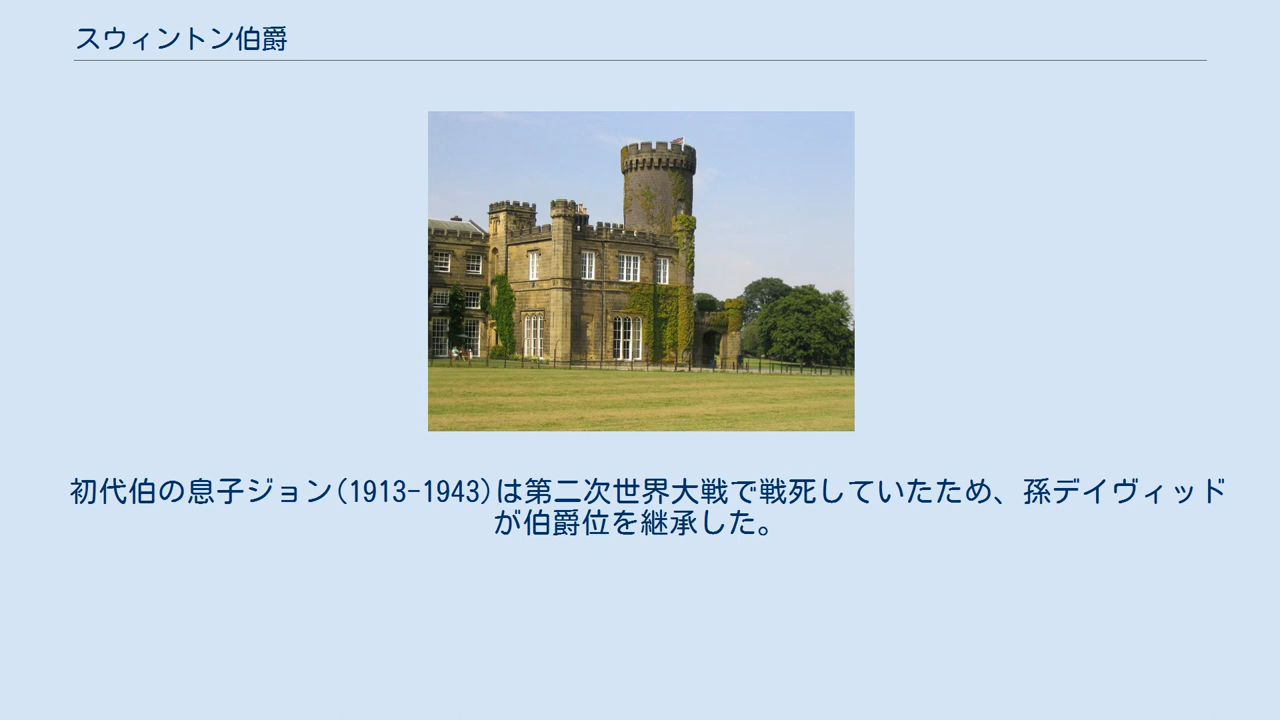 スウィントン伯爵
初代伯の息子ジョン(1913-1943)は第二次世界大戦で戦死していたため、孫デイヴィッド
が伯爵位を継承した。